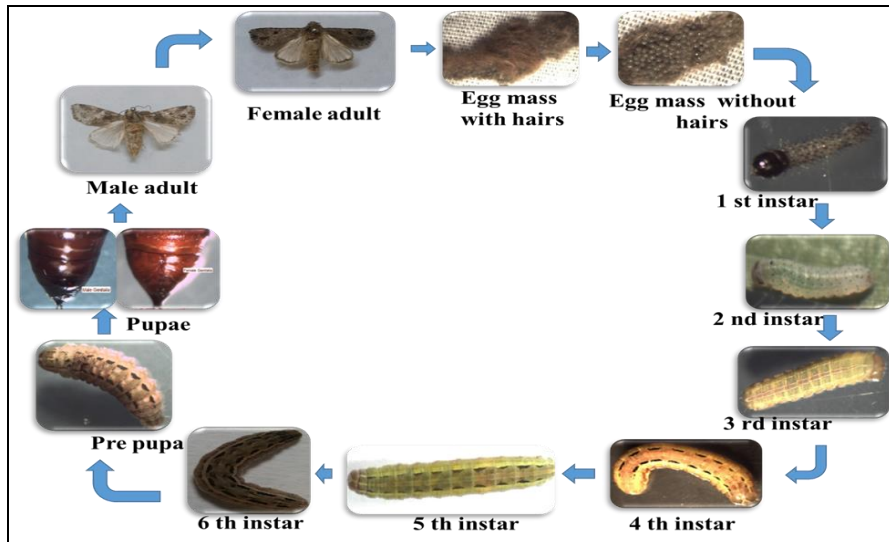 Female adult
Egg mass
with hairs
Egg mass without
hairs
1 st instar
2 nd instar
3 rd instar
4 th instar
5 th instar
6 th instar
Pre pupa
Pupae
Male adult